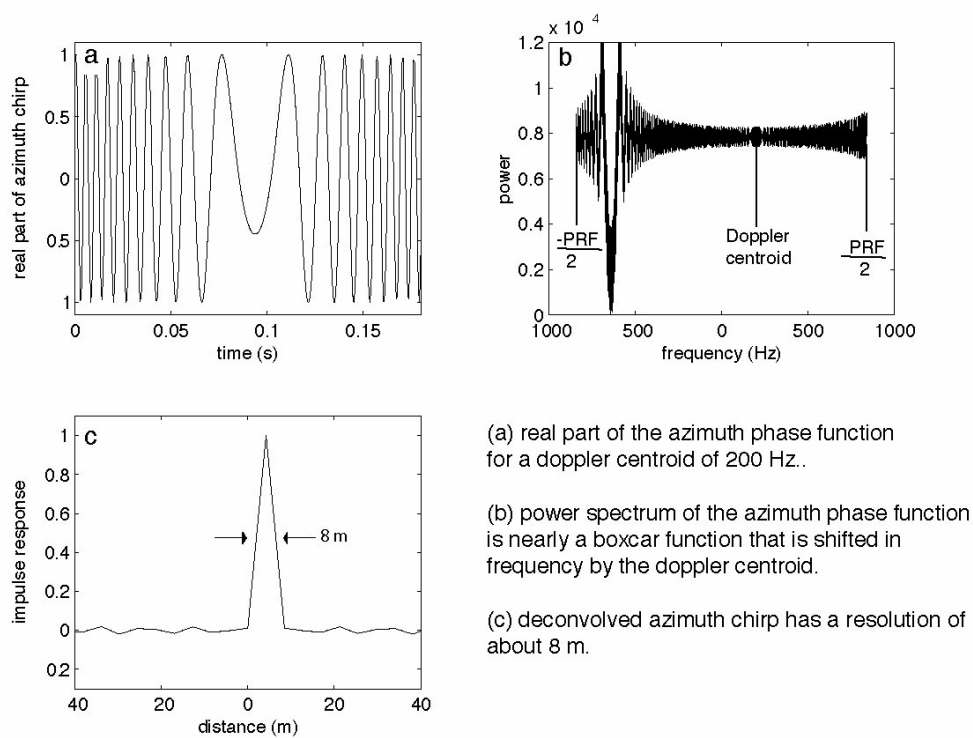 a
real part of azimuth chirp
1
0.5
0
0.5
1
0 0.05 0.1 0.15
time (s)
x 10 4
b
power
1.2
1
0.8
0.6
0.4
0.2
0
-PRF
2
Doppler
centroid
-PRF
2
1000 500 0 500 1000
frequency (Hz)
c
impulse response
1
0.8
0.6
0.4
0.2
0
0.2
8 m
40 20 0 20 40
distance (m)
(a) real part of the azimuth phase function
for a doppler centroid of 200 Hz..
(b) power spectrum of the azimuth phase function
is nearly a boxcar function that is shifted in
frequency by the doppler centroid.
(c) deconvolved azimuth chirp has a resolution of
about 8 m.